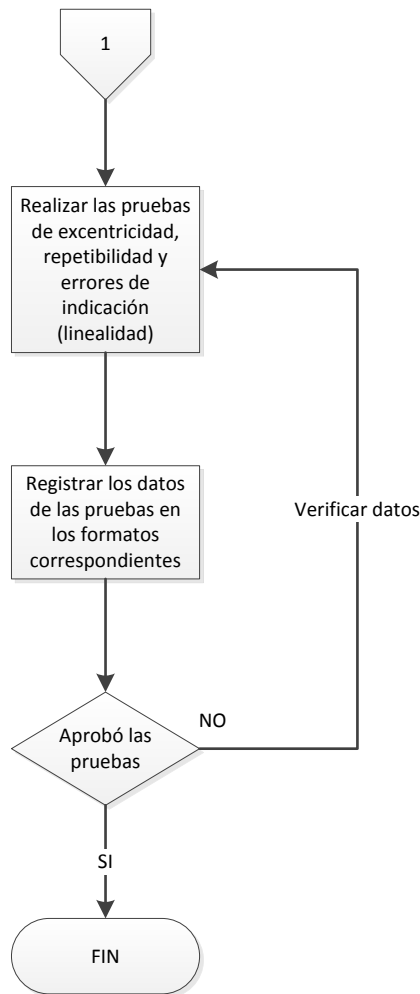 1
Realizar las pruebas
de excentricidad,
repetibilidad y
errores de
indicación
(linealidad)
Registrar los datos
de las pruebas en
los formatos
correspondientes
Verificar datos
Aprobó las
pruebas
NO
SI
FIN